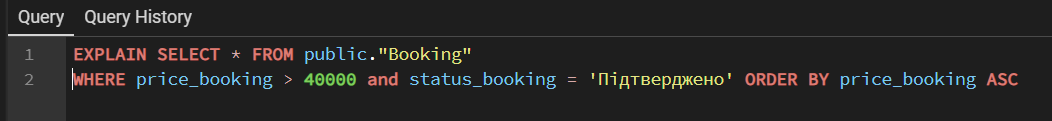 Query Query History
1 EXPLAIN SELECT * FROM public."Booking"
2 WHERE price_booking > 40000 and status_booking = 'Підтверджено' ORDER BY price_booking ASC